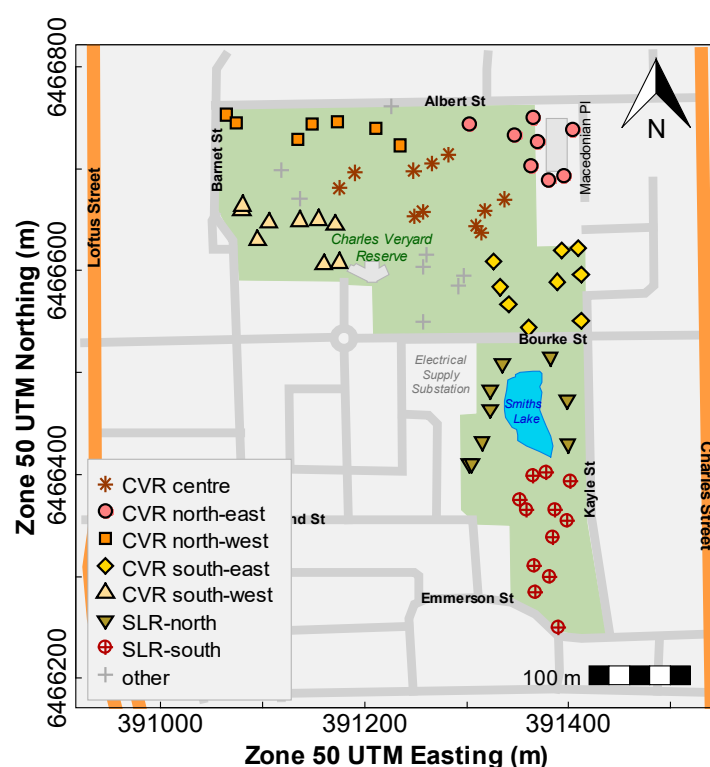 6466800
6466600
6466400
6466200
Zone 50 UTM Northing (m)
Albert St
N
Macedonian Pl
Barnet St
Loftus Street
Charles Veryard
Reserve
Bourke St
Electrical
Supply
Substation
Smiths
Lake
Kayle St
Charles Street
nd St
Emmerson St
CVR centre
CVR north-east
CVR north-west
CVR south-east
CVR south-west
SLR-north
SLR-south
other
100 m
391000
391200
391400
Zone 50 UTM Easting (m)